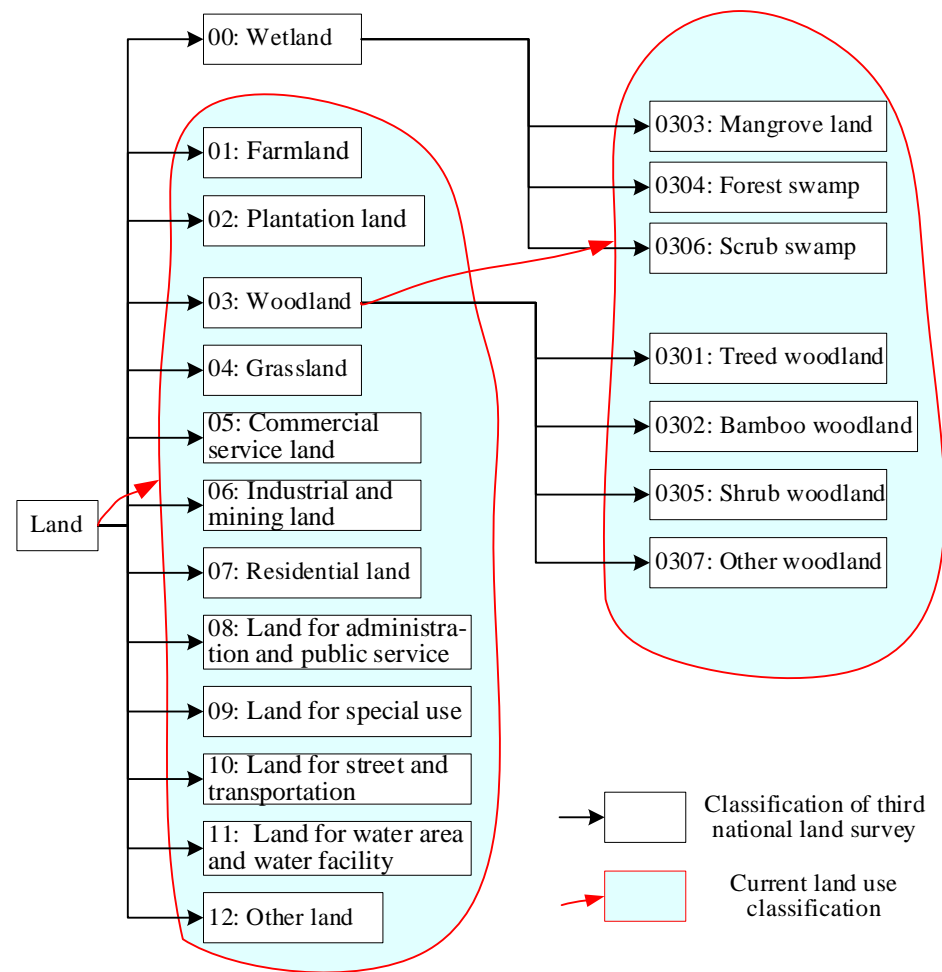 00: Wetland
01: Farmland
02: Plantation land
03: Woodland
04: Grassland
05: Commercial
service land
06: Industrial and
mining land
Land
07: Residential land
08: Land for administra-
tion and public service
09: Land for special use
10: Land for street and
transportation
11:  Land for water area
and water facility
12: Other land
0303: Mangrove land
0304: Forest swamp
0306: Scrub swamp
0301: Treed woodland
0302: Bamboo woodland
0305: Shrub woodland
0307: Other woodland
Classification of third
national land survey
Current land use
classification